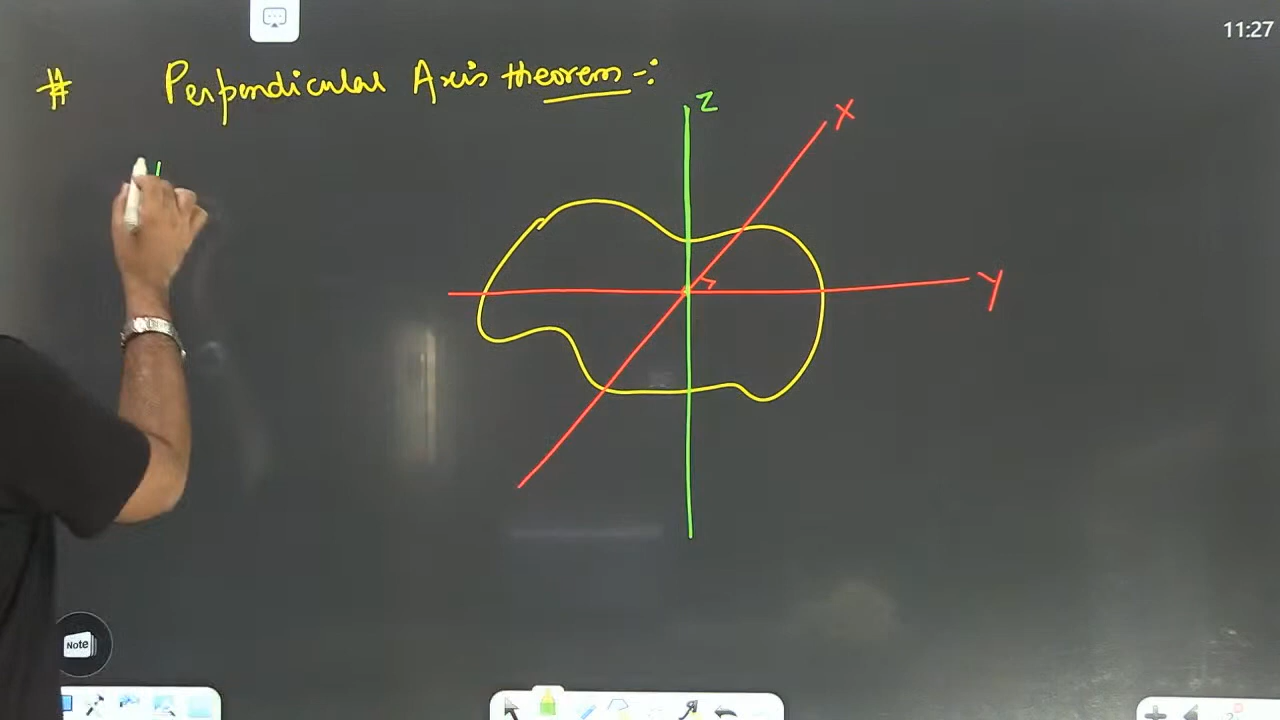 11:27
# Perpendicular Axis theorem -:
Z
X
Y
Note